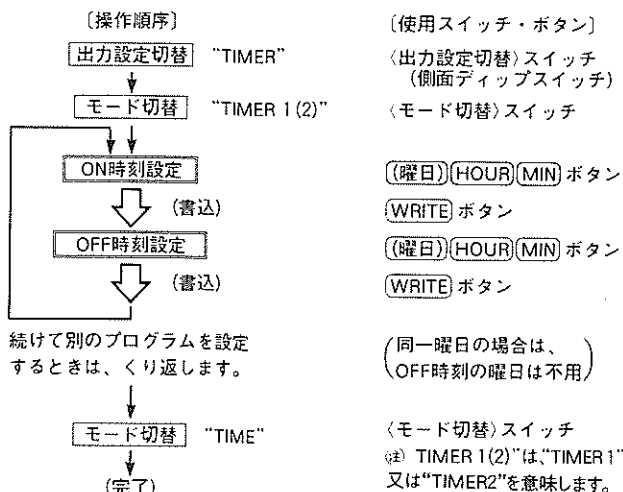 〔操作順序〕 〔使用スイッチ・ボタン〕
出力設定切替 “TIMER” 〈出力設定切替〉スイッチ
(側面ディップスイッチ)
モード切替 “TIMER 1(2)” 〈モード切替〉スイッチ
ON時刻設定 (曜日) HOUR MIN ボタン
(書込) WRITE ボタン
OFF時刻設定 (曜日) HOUR MIN ボタン
(書込) WRITE ボタン
続けて別のプログラムを設定
するときは、くり返します。
(同一曜日の場合は、
OFF時刻の曜日は不用)
モード切替 “TIME” 〈モード切替〉スイッチ
(注) TIMER 1(2)”は、“TIMER 1”
(完了) 又は“TIMER2”を意味します。